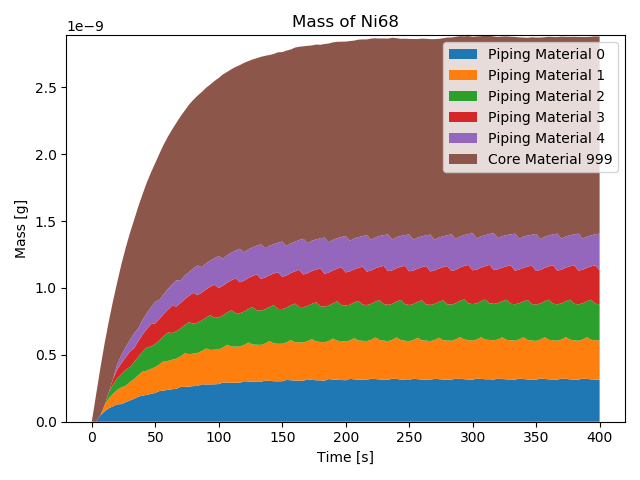 Mass of Ni68
1e−9
Piping Material 0
Piping Material 1
Piping Material 2
Piping Material 3
Piping Material 4
Core Material 999
Mass [g]
2.5
2.0
1.5
1.0
0.5
0.0
0 50 100 150 200 250 300 350 400
Time [s]